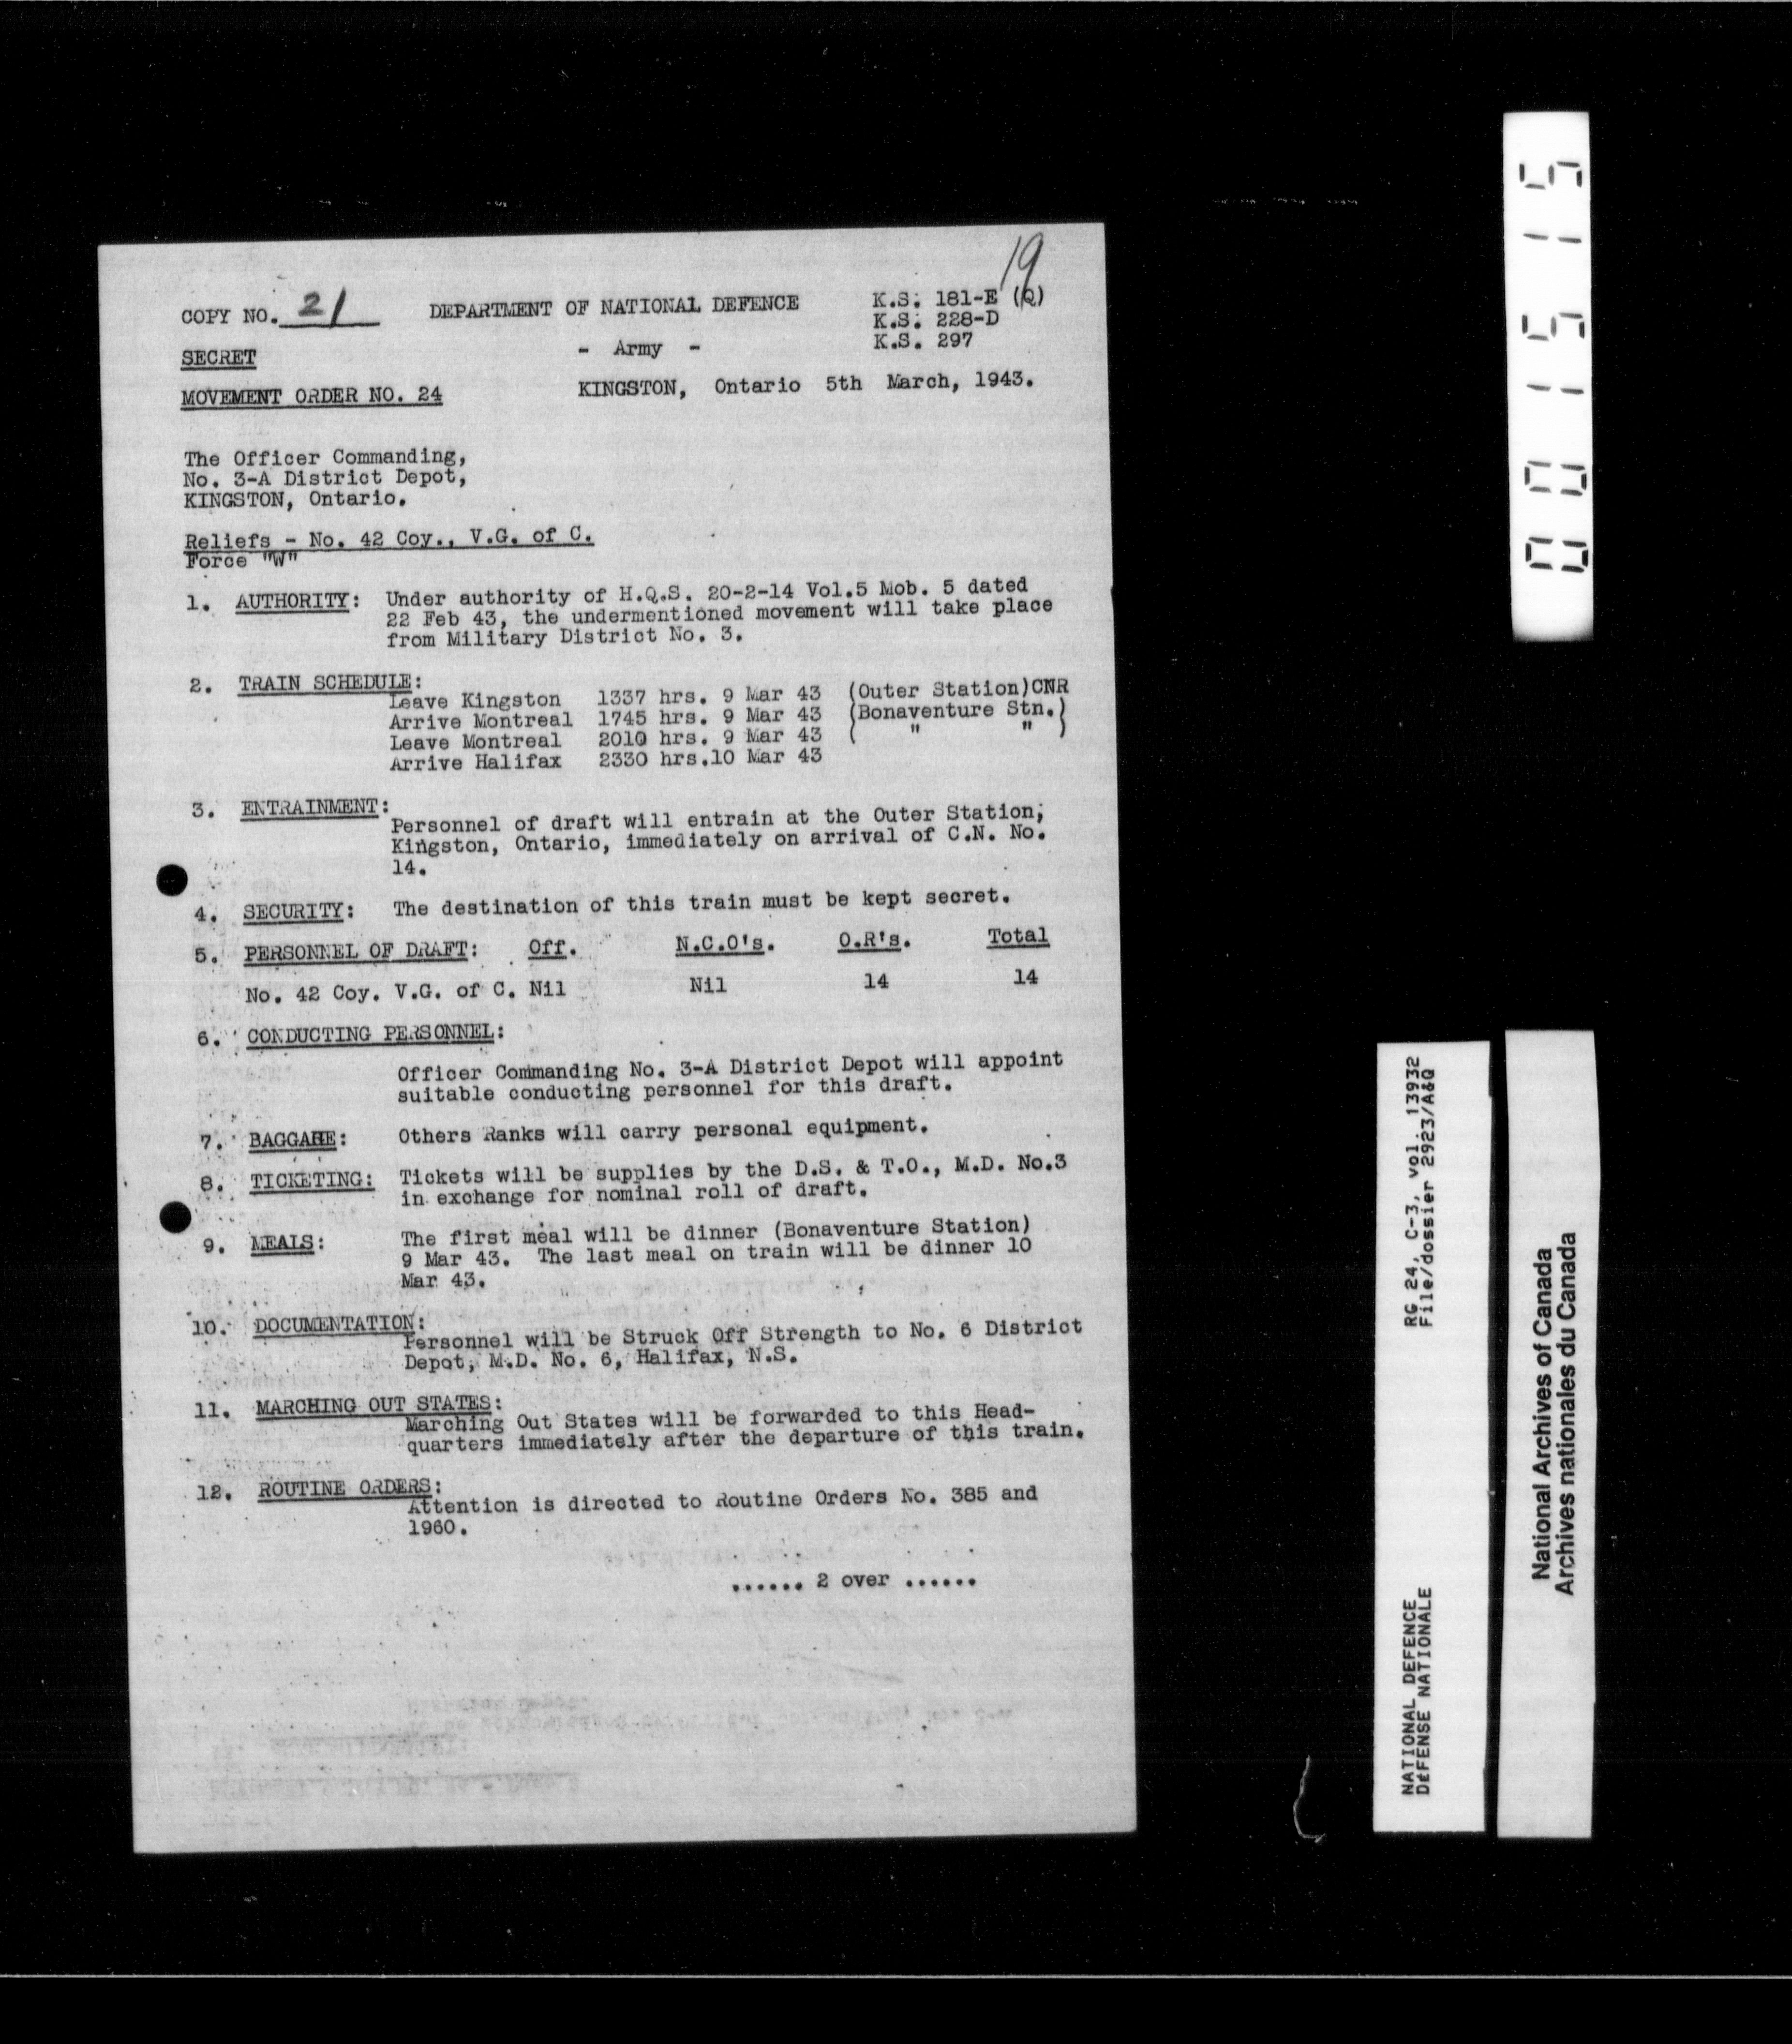 19
COPY NO. 21 DEPARTMENT OF NATIONAL DEFENCE K.S. 181-E (Q)
K.S. 228-D
SECRET - Army - K.S. 297
MOVEMENT ORDER NO. 24 KINGSTON, Ontario 5th March, 1943.
The Officer Commanding,
No. 3-A District Depot,
KINGSTON, Ontario.
Reliefs - No. 42 Coy., V.G. of C.
Force "W"
1. AUTHORITY: Under authority of H.Q.S. 20-2-14 Vol.5 Mob. 5 dated
22 Feb 43, the undermentioned movement will take place
from Military District No. 3.
2. TRAIN SCHEDULE:
Leave Kingston 1337 hrs. 9 Mar 43 (Outer Station)CNR
Arrive Montreal 1745 hrs. 9 Mar 43 (Bonaventure Stn.)
Leave Montreal 2010 hrs. 9 Mar 43 ( " " )
Arrive Halifax 2330 hrs.10 Mar 43
3. ENTRAINMENT:
Personnel of draft will entrain at the Outer Station,
Kingston, Ontario, immediately on arrival of C.N. No.
14.
4. SECURITY: The destination of this train must be kept secret.
5. PERSONNEL OF DRAFT: Off. N.C.O's. O.R's. Total
No. 42 Coy. V.G. of C. Nil Nil 14 14
6. CONDUCTING PERSONNEL:
Officer Commanding No. 3-A District Depot will appoint
suitable conducting personnel for this draft.
7. BAGGAHE: Others Ranks will carry personal equipment.
8. TICKETING: Tickets will be supplies by the D.S. & T.O., M.D. No.3
in exchange for nominal roll of draft.
9. MEALS: The first meal will be dinner (Bonaventure Station)
9 Mar 43. The last meal on train will be dinner 10
Mar 43.
10. DOCUMENTATION:
Personnel will be Struck Off Strength to No. 6 District
Depot, M.D. No. 6, Halifax, N.S.
11. MARCHING OUT STATES:
Marching Out States will be forwarded to this Head-
quarters immediately after the departure of this train.
12. ROUTINE ORDERS:
Attention is directed to Routine Orders No. 385 and
1960.
...... 2 over ......
001515
RG 24, C-3, vol. 13932
File/dossier 2923/A&Q
NATIONAL DEFENCE
DÉFENSE NATIONALE
National Archives of Canada
Archives nationales du Canada